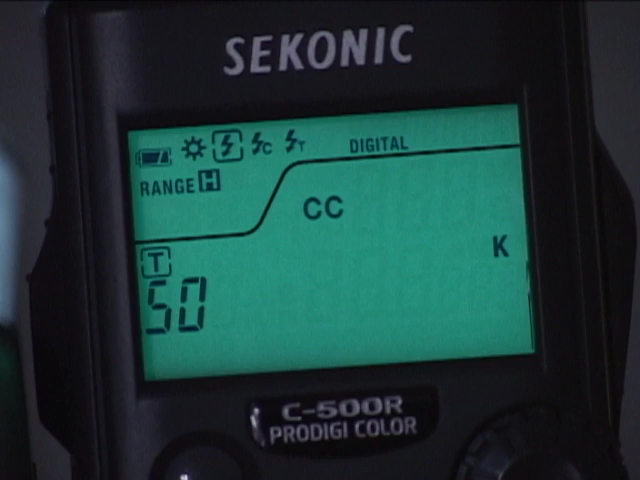 SEKONIC
C T DIGITAL
RANGE H
CC
K
T
50
C-500R
PRODIGI COLOR